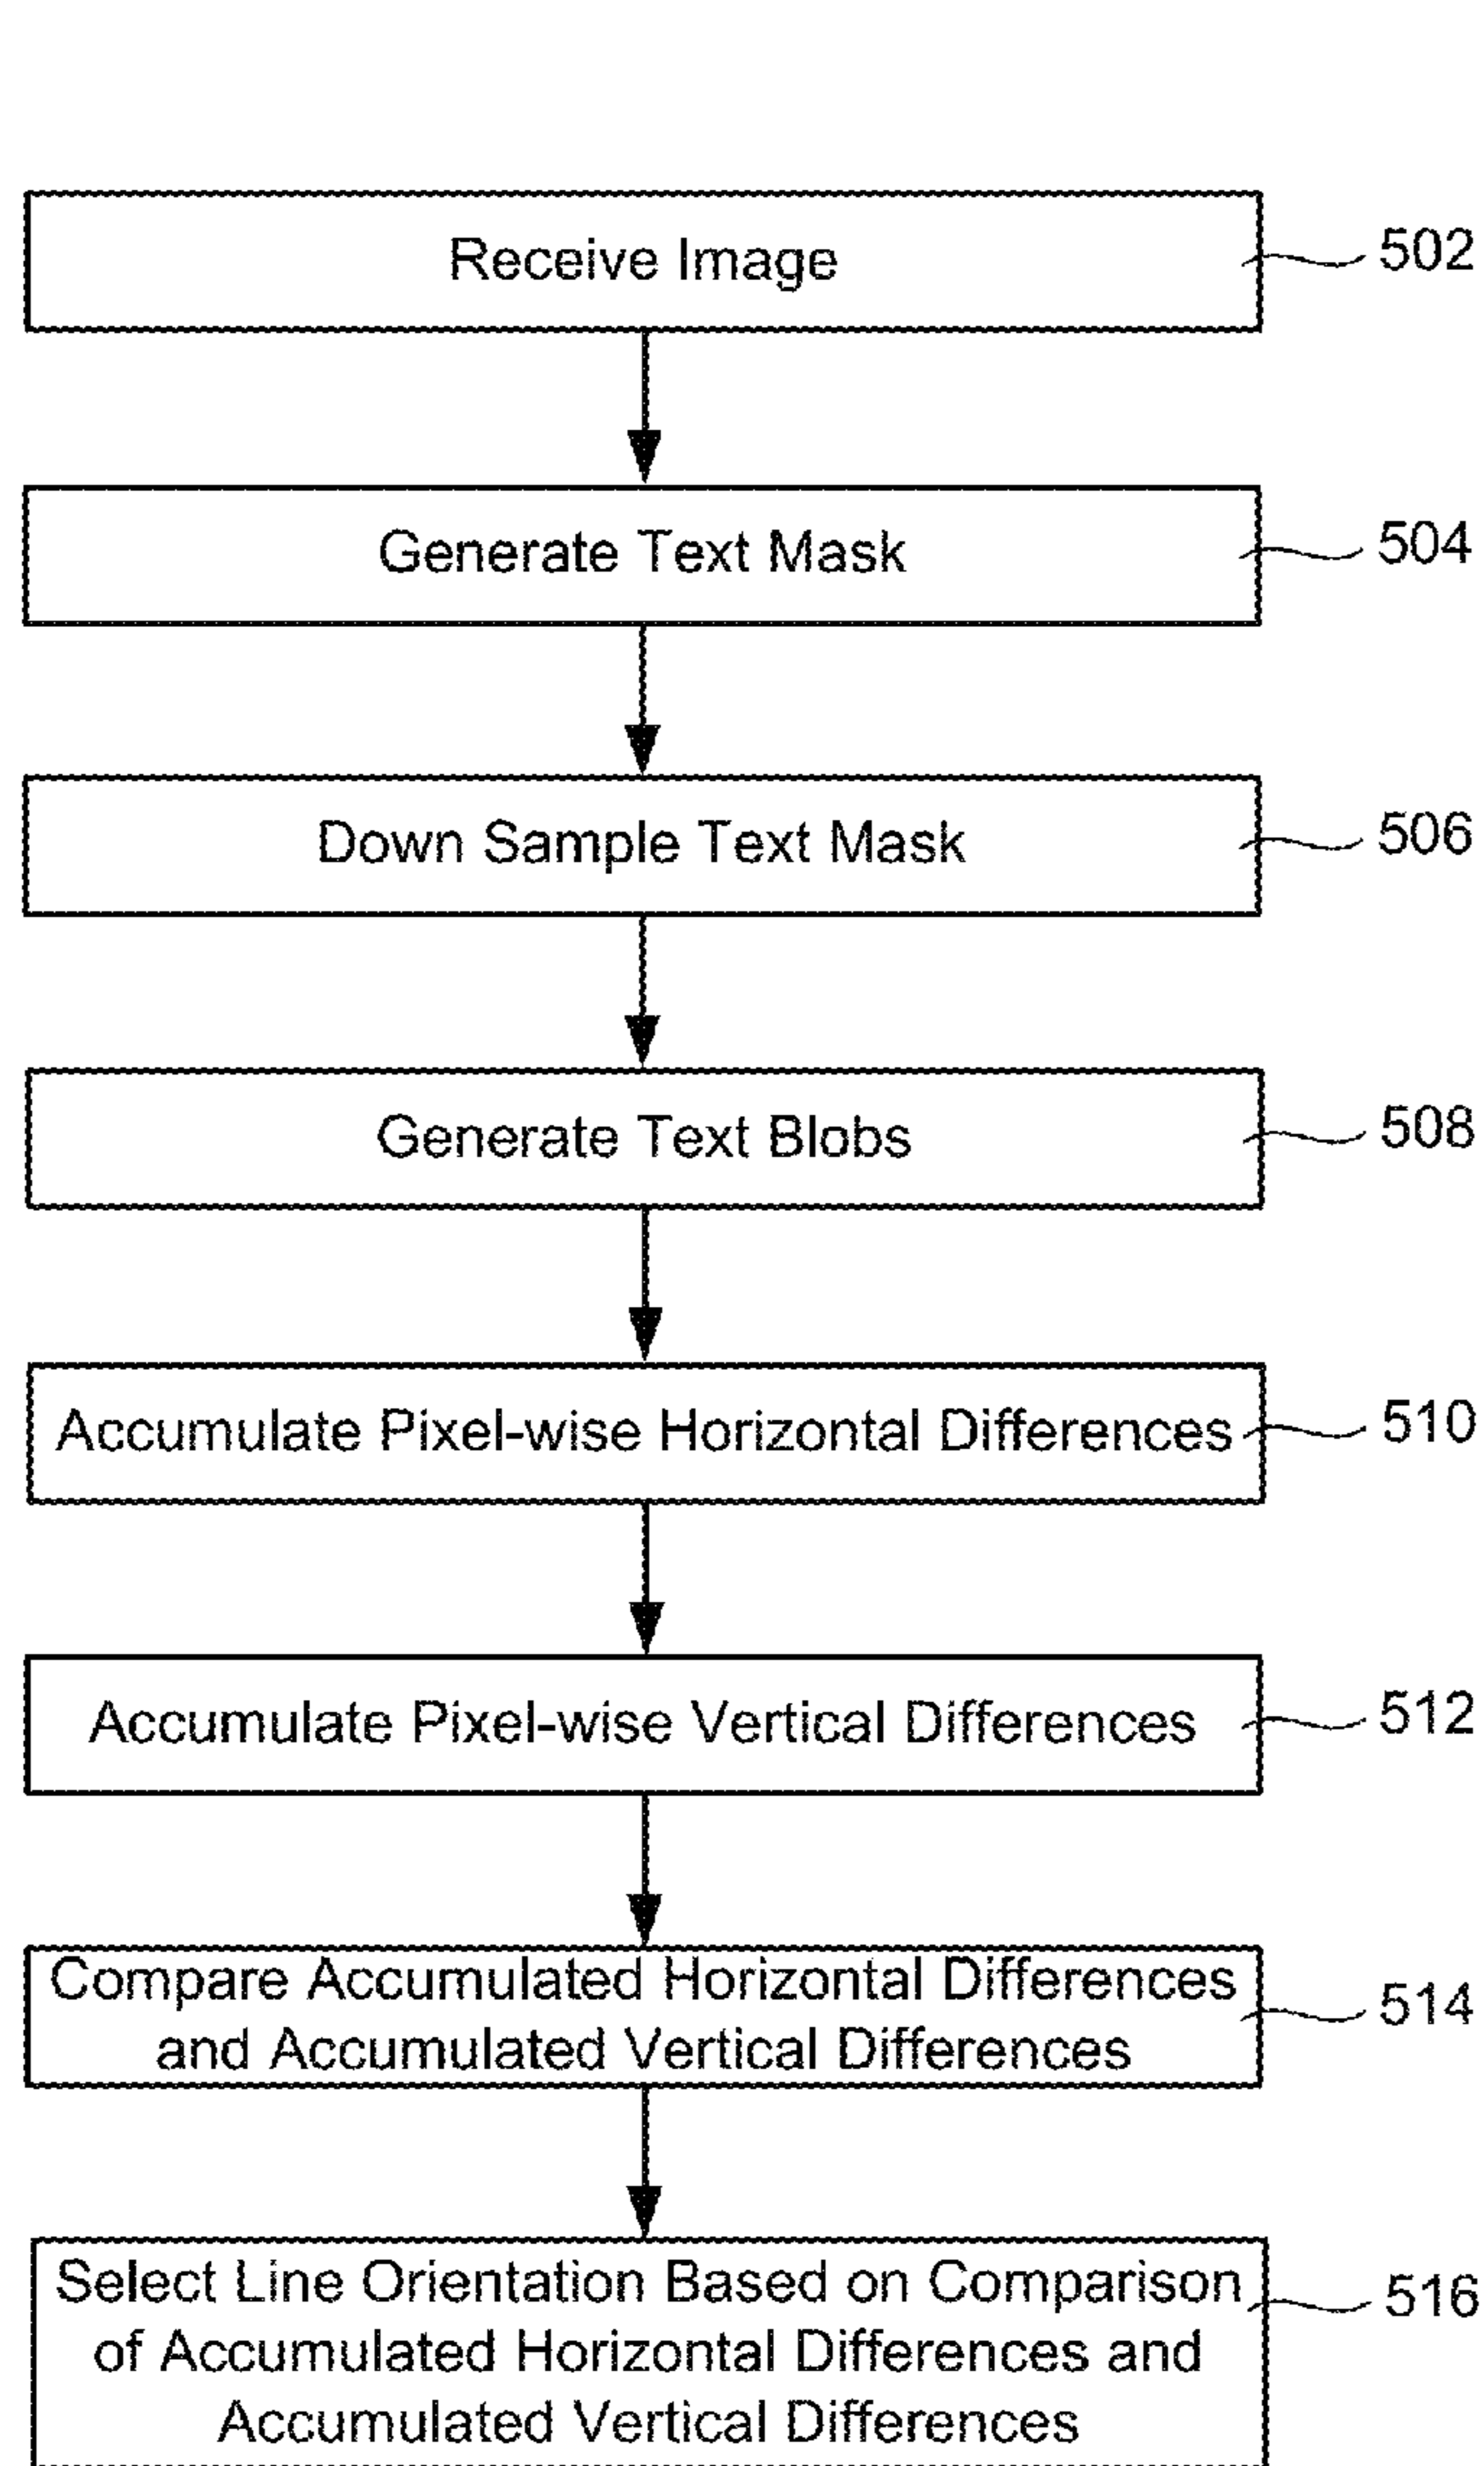 Receive Image
502
Generate Text Mask
504
Down Sample Text Mask
506
Generate Text Blobs
508
Accumulate Pixel-wise Horizontal Differences
510
Accumulate Pixel-wise Vertical Differences
512
Compare Accumulated Horizontal Differences
and Accumulated Vertical Differences
514
Select Line Orientation Based on Comparison
of Accumulated Horizontal Differences and
Accumulated Vertical Differences
516